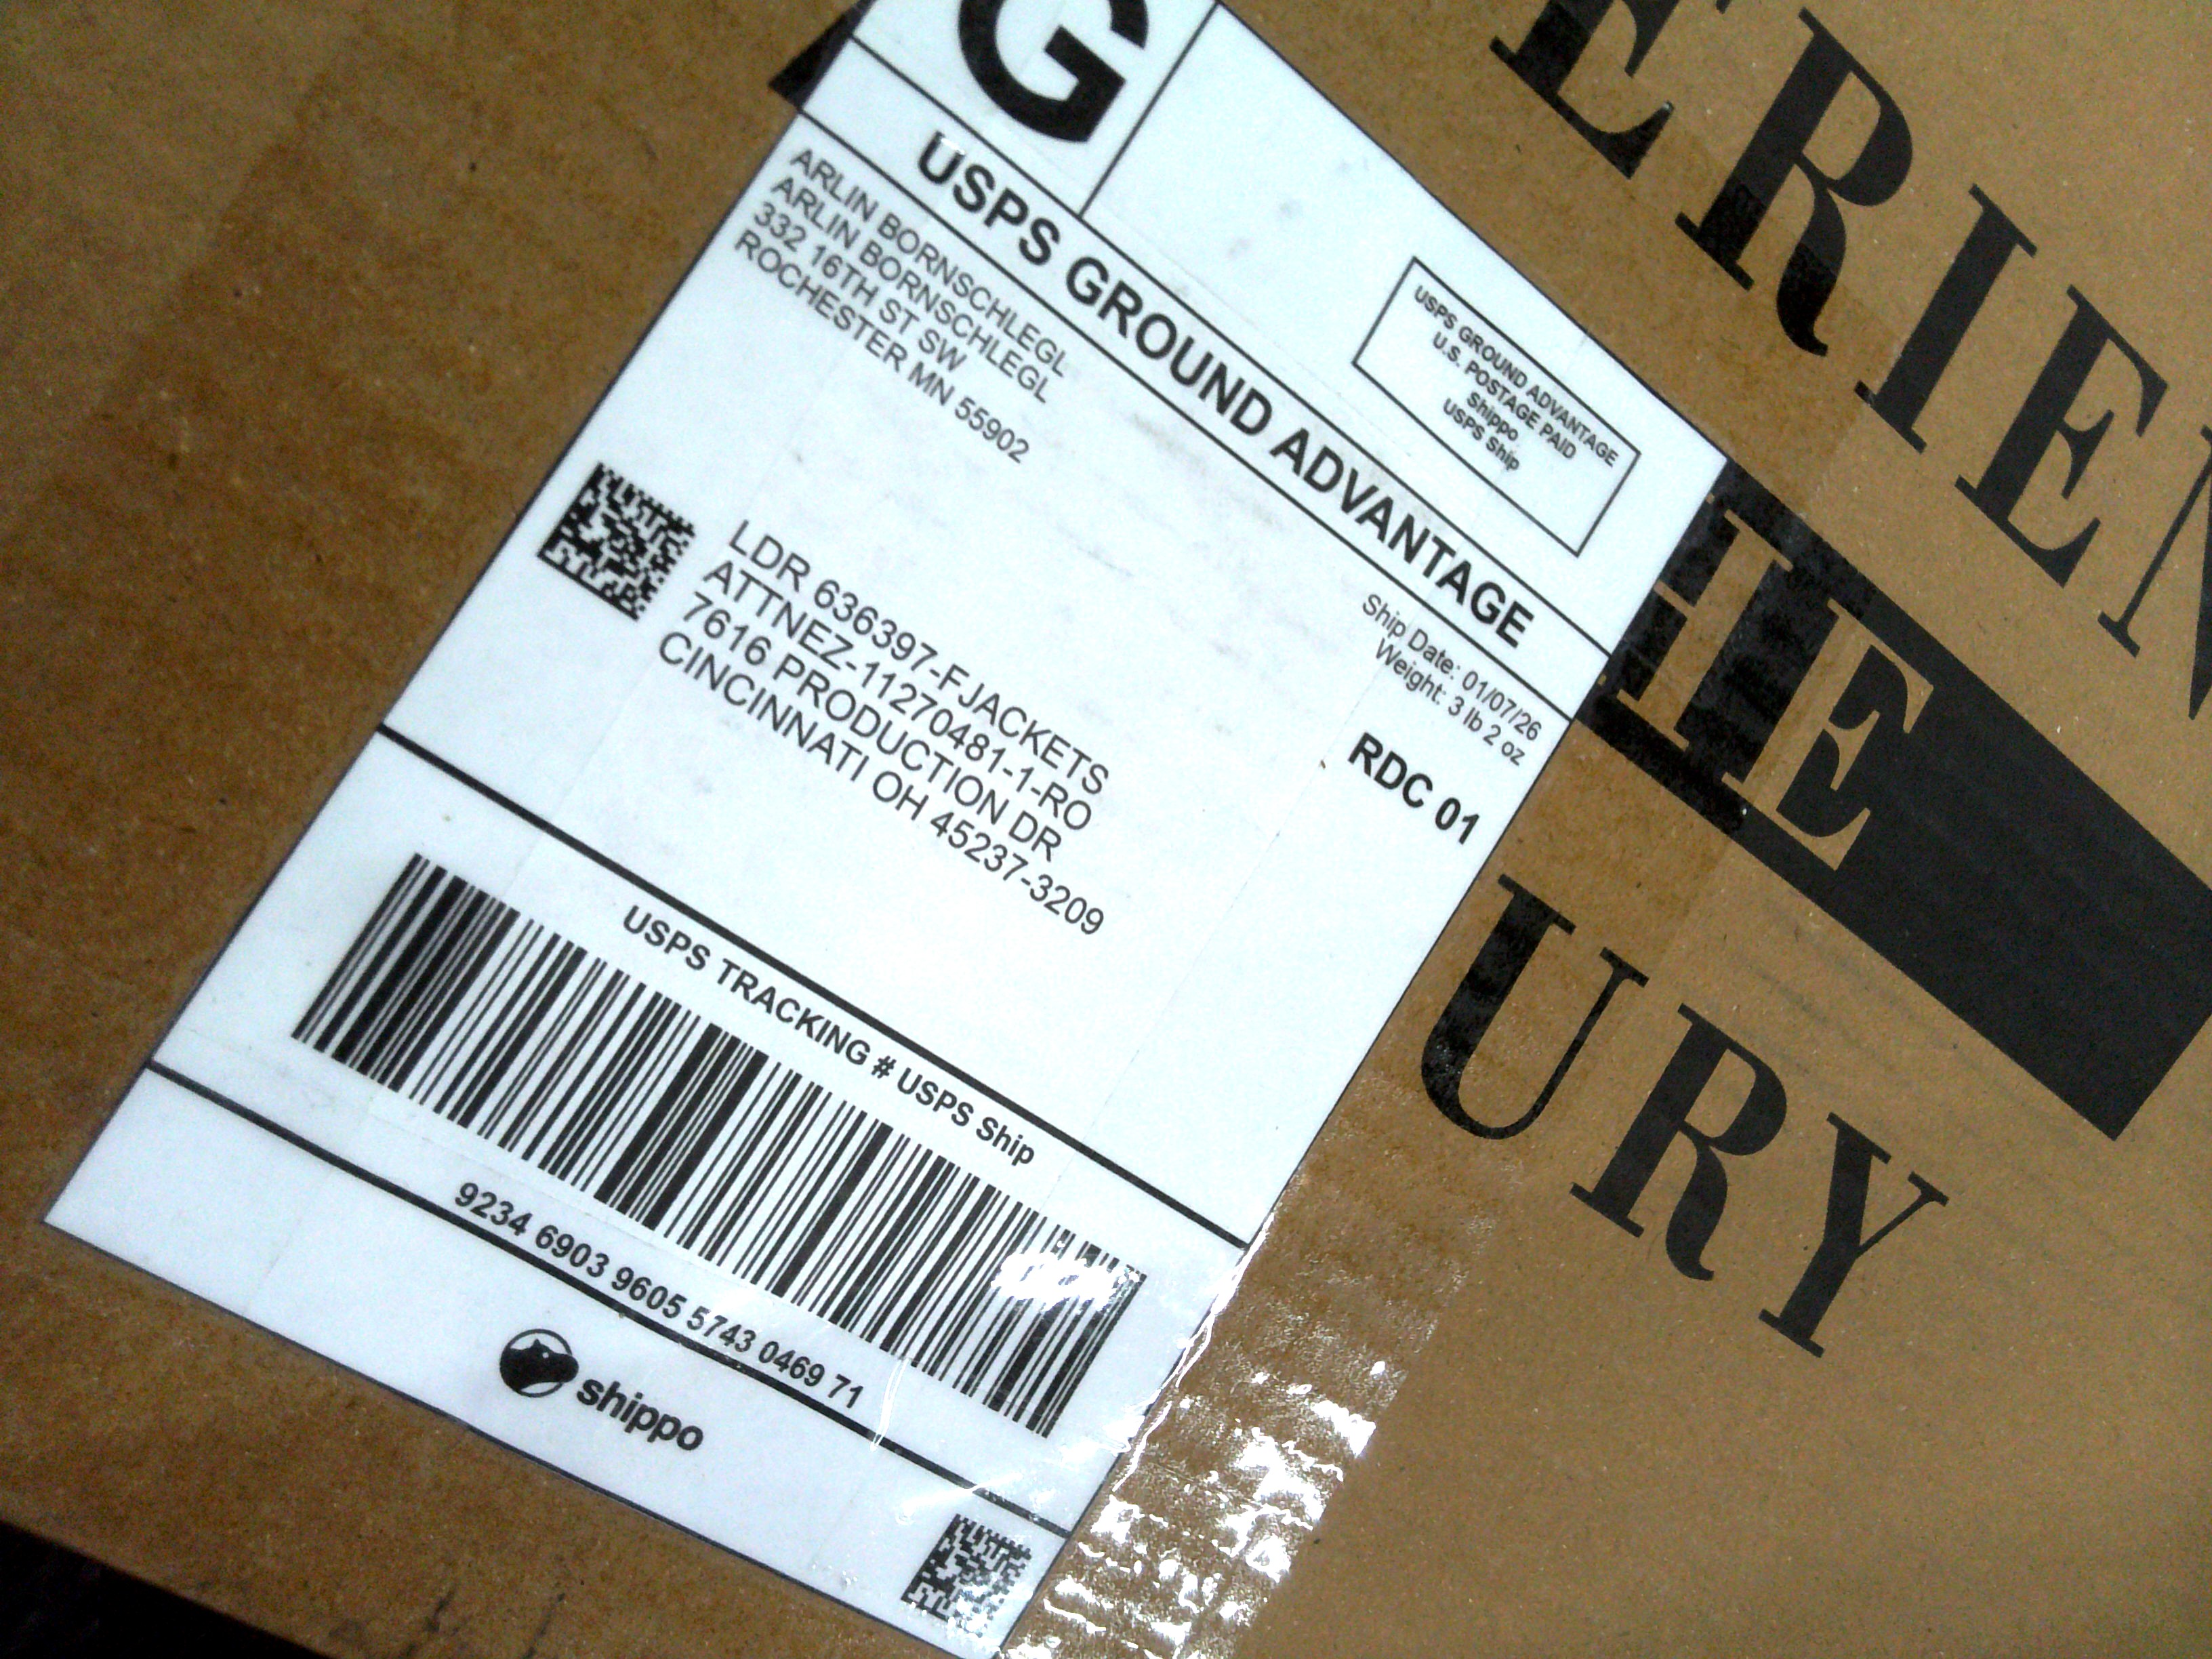 G
USPS GROUND ADVANTAGE
U.S. POSTAGE PAID
Shippo
USPS Ship
USPS GROUND ADVANTAGE
ARLIN BORNSCHLEGL
ARLIN BORNSCHLEGL
332 16TH ST SW
ROCHESTER MN 55902
Ship Date: 01/07/26
Weight: 3 lb 2 oz
RDC 01
LDR 636397-FJACKETS
ATTNEZ-11270481-1-RO
7616 PRODUCTION DR
CINCINNATI OH 45237-3209
USPS TRACKING # USPS Ship
9234 6903 9605 5743 0469 71
shippo
ERIEN
HE
URY